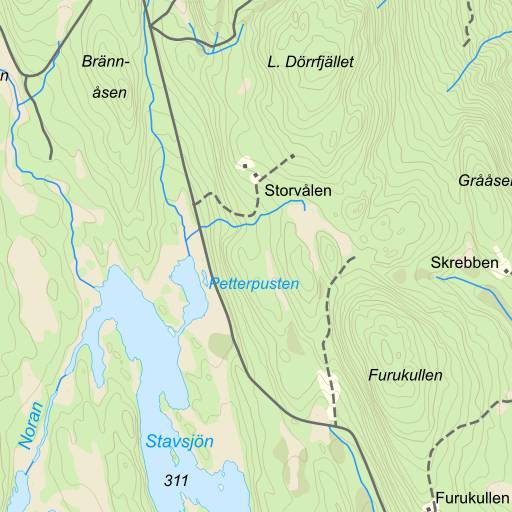 Bränn-
åsen
L. Dörrfjället
Storvålen
Grååsen
Skrebben
Petterpusten
Furukullen
Noran
Stavsjön
311
Furukullen